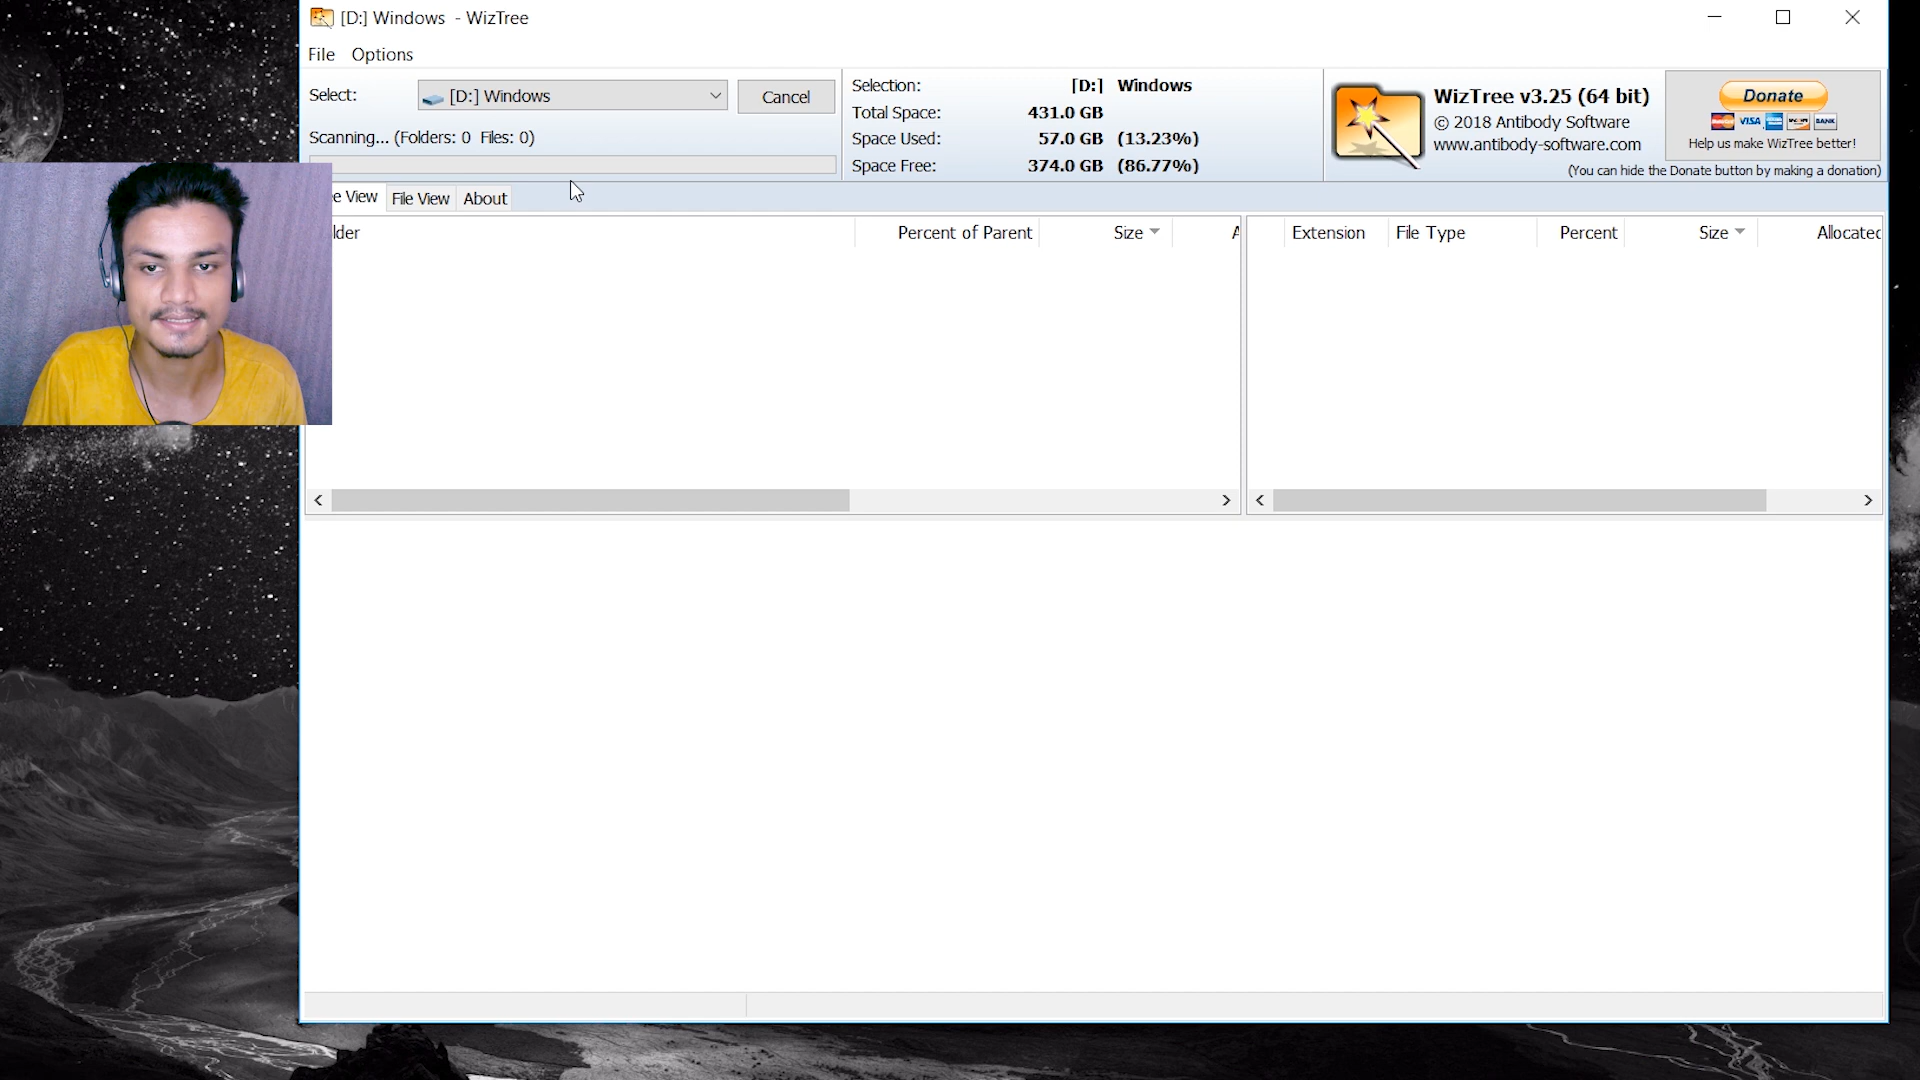 [D:] Windows - WizTree
File Options
Select: [D:] Windows Cancel
Scanning... (Folders: 0 Files: 0)
Selection: [D:] Windows
Total Space: 431.0 GB
Space Used: 57.0 GB (13.23%)
Space Free: 374.0 GB (86.77%)
WizTree v3.25 (64 bit)
© 2018 Antibody Software
www.antibody-software.com
Donate
VISA BANK
Help us make WizTree better!
(You can hide the Donate button by making a donation)
View File View About
Percent of Parent Size
Extension File Type Percent Size Allocated